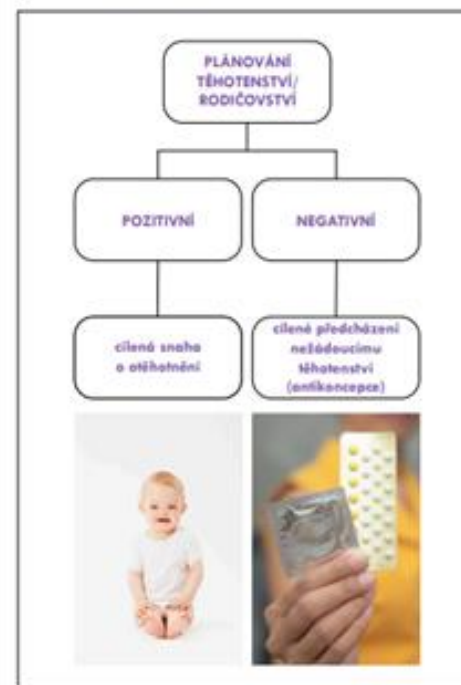 PLÁNOVÁNÍ
TĚHOTENSTVÍ/
RODIČOVSTVÍ
POZITIVNÍ
NEGATIVNÍ
cílená snaha
o otěhotnění
cílené předcházení
nežádoucímu
těhotenství
(antikoncepce)